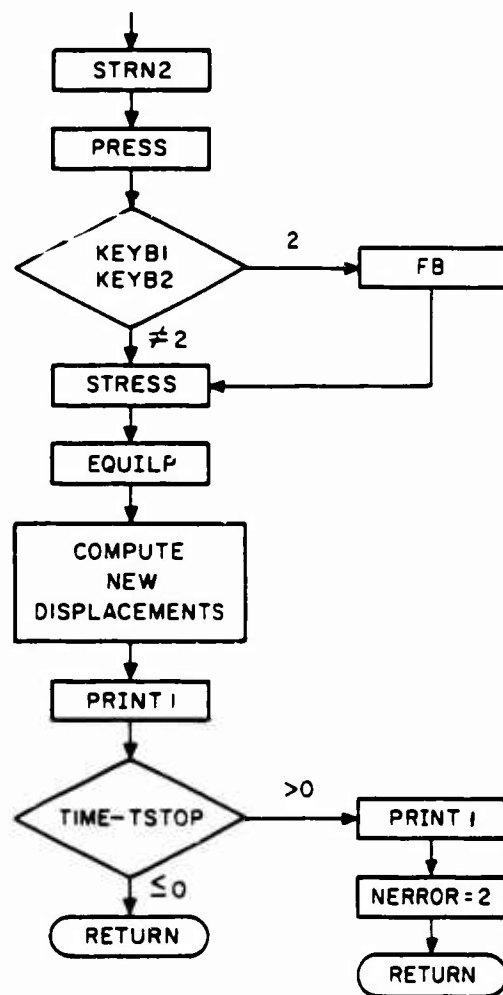 STRN2
PRESS
KEYB1
KEYB2
2
FB
≠2
STRESS
EQUILP
COMPUTE
NEW
DISPLACEMENTS
PRINT 1
TIME-TSTOP
>0
PRINT 1
≤0
NERROR=2
RETURN
RETURN